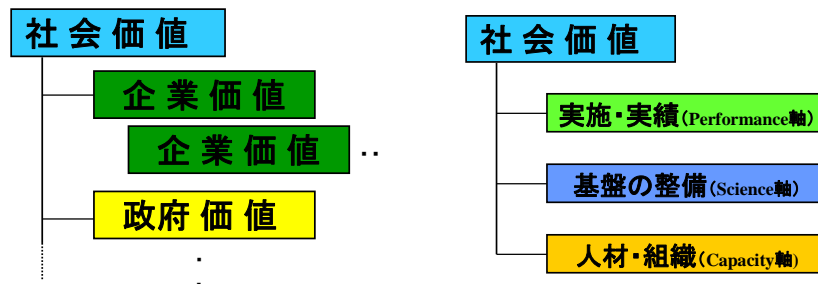 社会価値
企業価値
企業価値 ‥
政府価値
・
・
社会価値
実施・実績(Performance軸)
基盤の整備(Science軸)
人材・組織(Capacity軸)